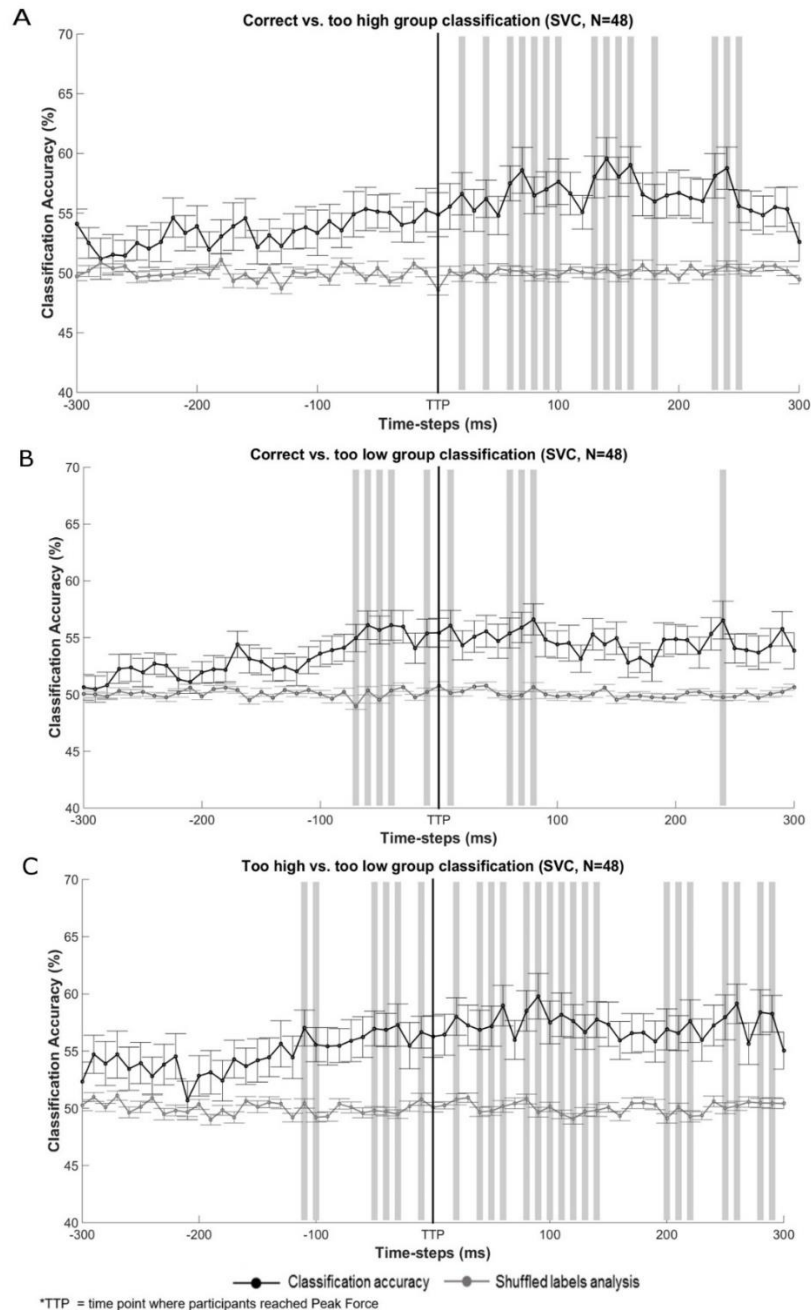 A
Correct vs. too high group classification (SVC, N=48)
Classification Accuracy (%)
70
65
60
55
50
45
40
-300 -200 -100 TTP 100 200 300
Time-steps (ms)
B
Correct vs. too low group classification (SVC, N=48)
Classification Accuracy (%)
70
65
60
55
50
45
40
-300 -200 -100 TTP 100 200 300
Time-steps (ms)
C
Too high vs. too low group classification (SVC, N=48)
Classification Accuracy (%)
70
65
60
55
50
45
40
-300 -200 -100 TTP 100 200 300
Time-steps (ms)
Classification accuracy Shuffled labels analysis
*TTP = time point where participants reached Peak Force